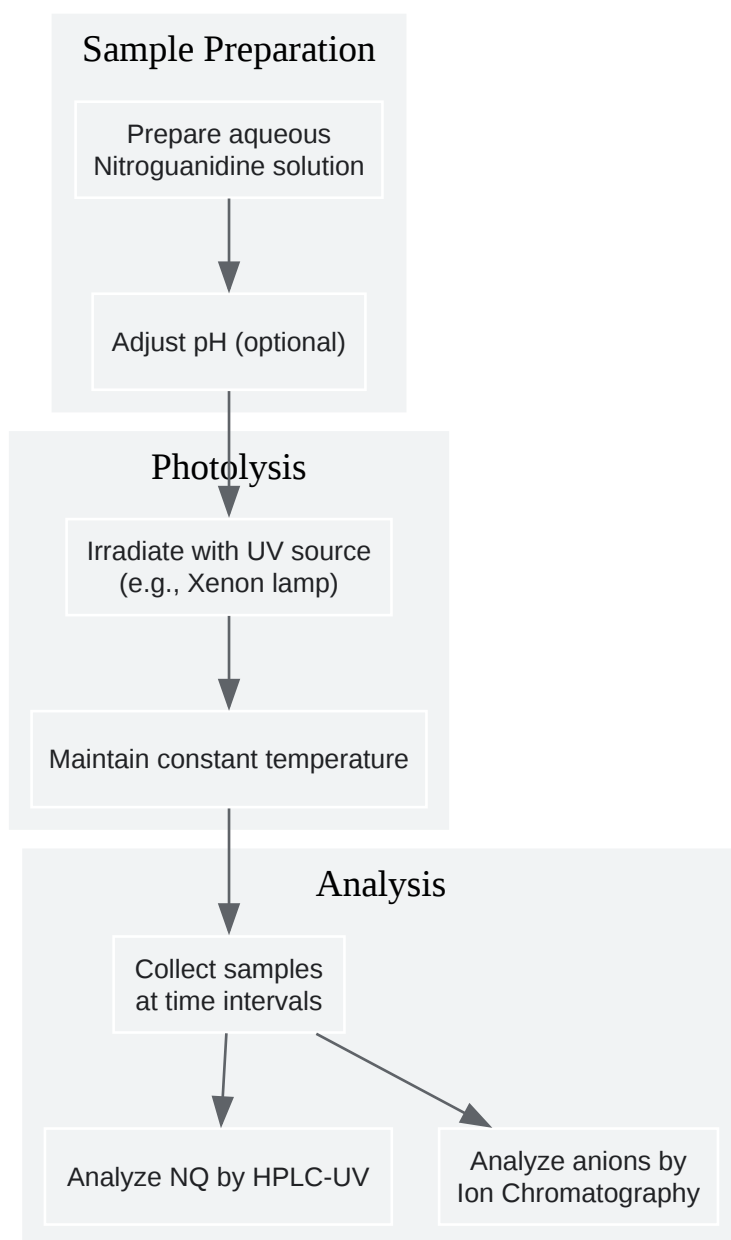 Sample Preparation
Prepare aqueous
Nitroguanidine solution
Adjust pH (optional)
Photolysis
Irradiate with UV source
(e.g., Xenon lamp)
Maintain constant temperature
Analysis
Collect samples
at time intervals
Analyze NQ by HPLC-UV
Analyze anions by
Ion Chromatography